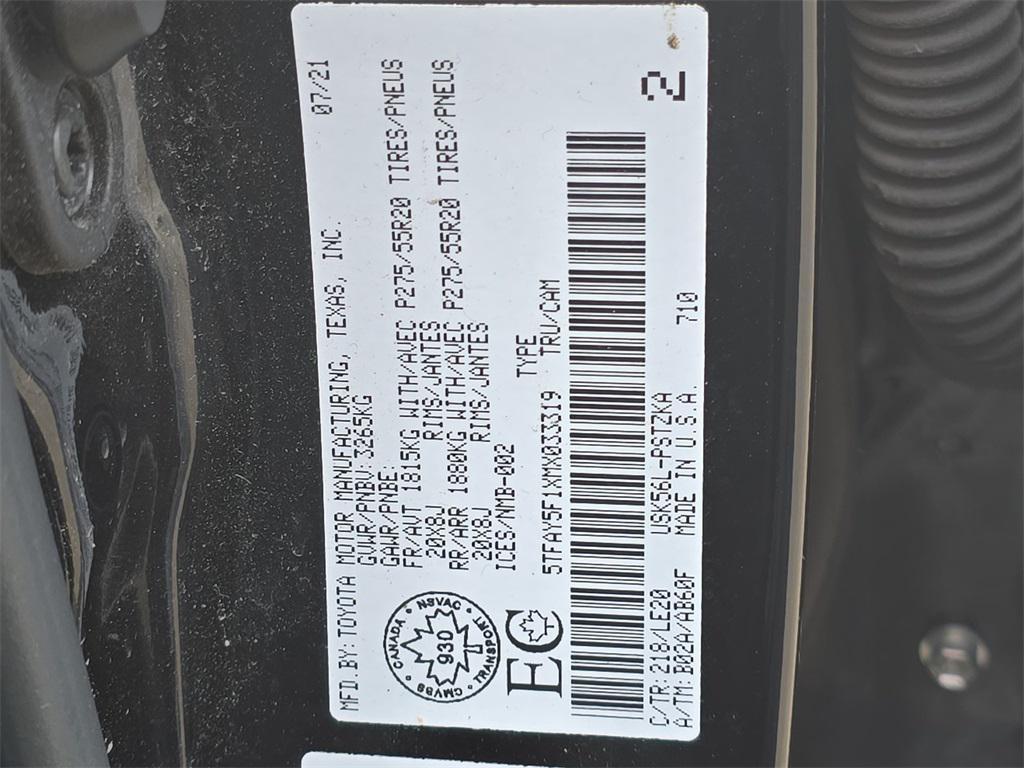 MFD.BY:TOYOTA MOTOR MANUFACTURING, TEXAS, INC. 07/21
GVWR/PNBV:3265KG
GAWR/PNBE:
FR/AVT 1815KG WITH/AVEC P275/55R20 TIRES/PNEUS
20X8J RIMS/JANTES
RR/ARR 1880KG WITH/AVEC P275/55R20 TIRES/PNEUS
20X8J RIMS/JANTES
ICES/NMB-002 TYPE
5TFAY5F1XMX033319 TRU/CAM
CANADA NSVAC
930
CMVSS TRANSPORT
EC
C/TR:218/LE20 USK56L-PSTZKA 710
A/TM:B02A/AB60F MADE IN U.S.A.
2